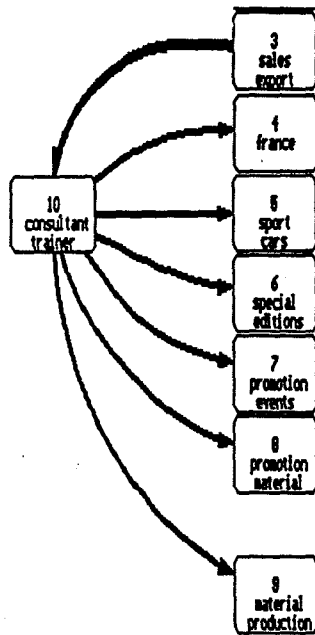 3
sales
export
4
france
10
consultant
trainer
5
sport
cars
6
special
editions
7
promotion
events
8
promotion
material
9
material
production